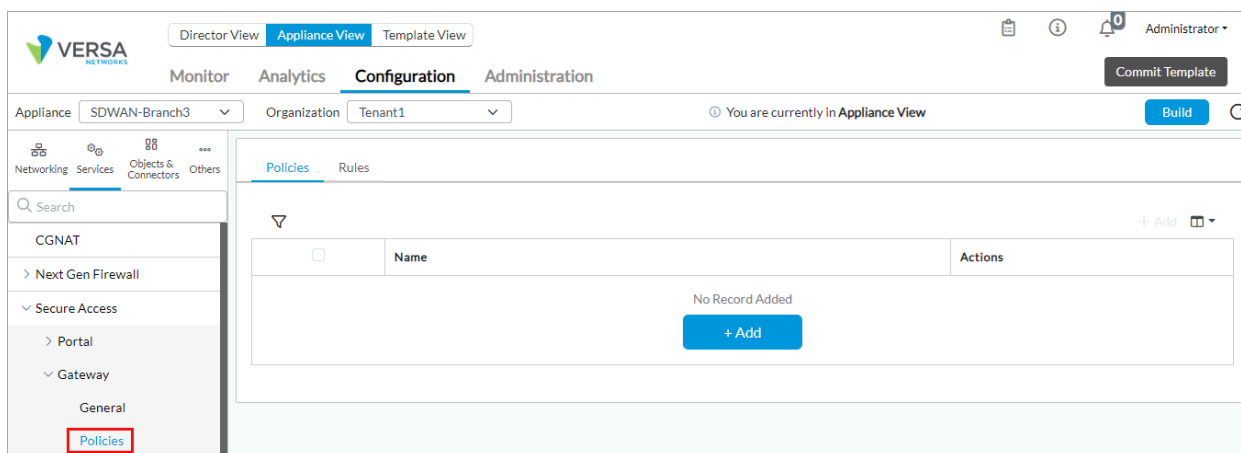 VERSA
NETWORKS
Director View Appliance View Template View
0
Administrator
Monitor Analytics Configuration Administration
Commit Template
Appliance SDWAN-Branch3 Organization Tenant1 You are currently in Appliance View Build
Networking Services Objects & Connectors Others
Policies Rules
Search
+ Add
CGNAT
Name Actions
Next Gen Firewall
No Record Added
Secure Access
+ Add
Portal
Gateway
General
Policies